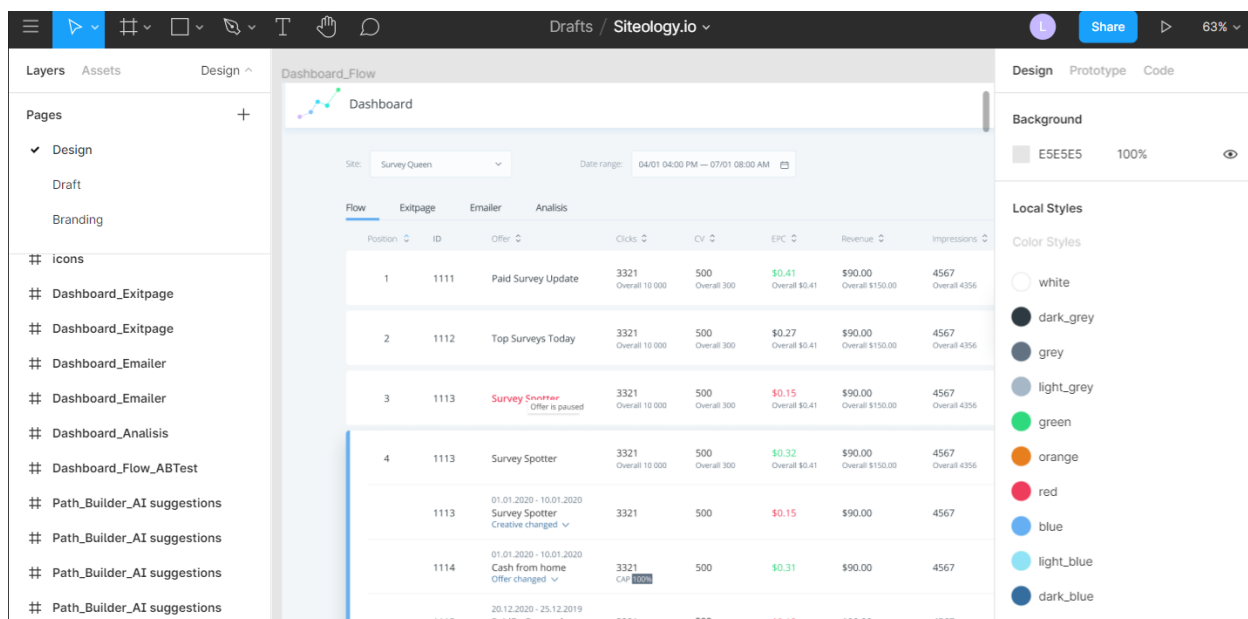 Drafts / Siteology.io
L
Share
63%
Layers Assets Design
Pages
Design
Draft
Branding
icons
Dashboard_Exitpage
Dashboard_Exitpage
Dashboard_Emailer
Dashboard_Emailer
Dashboard_Analisis
Dashboard_Flow_ABTest
Path_Builder_AI suggestions
Path_Builder_AI suggestions
Path_Builder_AI suggestions
Path_Builder_AI suggestions
Dashboard_Flow
Dashboard
Site: Survey Queen Date range: 04/01 04:00 PM — 07/01 08:00 AM
Flow Exitpage Emailer Analisis
Position ID Offer Clicks CV EPC Revenue Impressions
1 1111 Paid Survey Update 3321 500 $0.41 $90.00 4567
Overall 10 000 Overall 300 Overall $0.41 Overall $150.00 Overall 4356
2 1112 Top Surveys Today 3321 500 $0.27 $90.00 4567
Overall 10 000 Overall 300 Overall $0.41 Overall $150.00 Overall 4356
3 1113 Survey Spotter 3321 500 $0.15 $90.00 4567
Offer is paused Overall 10 000 Overall 300 Overall $0.41 Overall $150.00 Overall 4356
4 1113 Survey Spotter 3321 500 $0.32 $90.00 4567
Overall 10 000 Overall 300 Overall $0.41 Overall $150.00 Overall 4356
01.01.2020 - 10.01.2020
1113 Survey Spotter 3321 500 $0.15 $90.00 4567
Creative changed
01.01.2020 - 10.01.2020
1114 Cash from home 3321 500 $0.31 $90.00 4567
Offer changed CAP 100%
20.12.2020 - 25.12.2019
Design Prototype Code
Background
E5E5E5 100%
Local Styles
Color Styles
white
dark_grey
grey
light_grey
green
orange
red
blue
light_blue
dark_blue